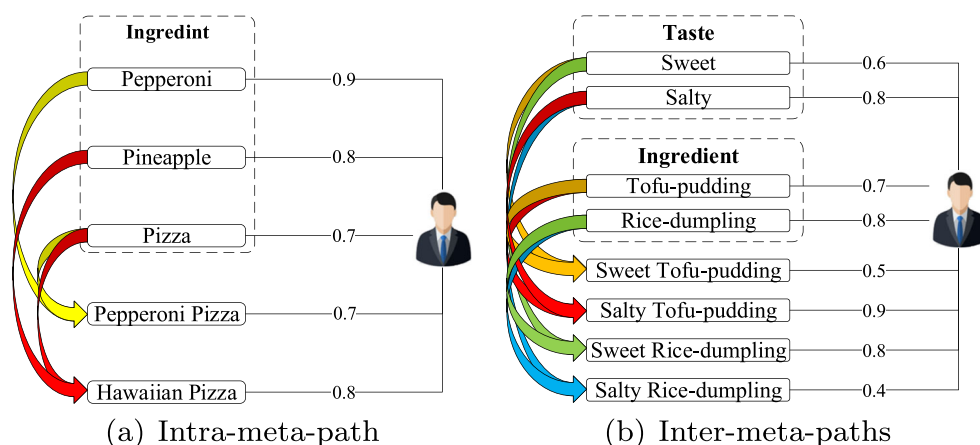 Ingredint
Pepperoni
0.9
Pineapple
0.8
Pizza
0.7
Pepperoni Pizza
0.7
Hawaiian Pizza
0.8
(a) Intra-meta-path
Taste
Sweet
0.6
Salty
0.8
Ingredient
Tofu-pudding
0.7
Rice-dumpling
0.8
Sweet Tofu-pudding
0.5
Salty Tofu-pudding
0.9
Sweet Rice-dumpling
0.8
Salty Rice-dumpling
0.4
(b) Inter-meta-paths